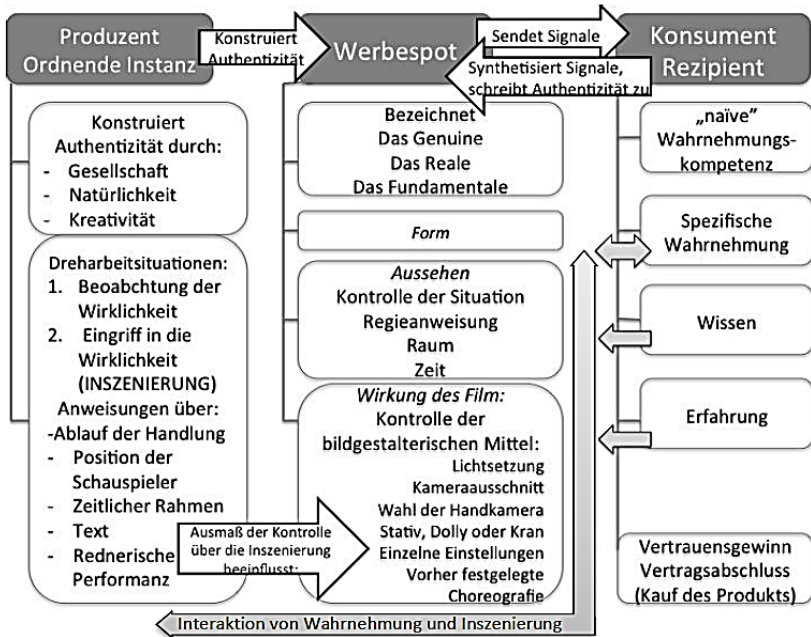 Produzent
Ordnende Instanz
Konstruiert
Authentizität
Werbespot
Sendet Signale
Synthetisiert Signale,
schreibt Authentizität zu
Konsument
Rezipient
Konstruiert
Authentizität durch:
- Gesellschaft
- Natürlichkeit
- Kreativität
Dreharbeitsituationen:
1. Beoabchtung der
Wirklichkeit
2. Eingriff in die
Wirklichkeit
(INSZENIERUNG)
Anweisungen über:
-Ablauf der Handlung
- Position der
Schauspieler
- Zeitlicher Rahmen
- Text
- Rednerische
Performanz
Bezeichnet
Das Genuine
Das Reale
Das Fundamentale
Form
Aussehen
Kontrolle der Situation
Regieanweisung
Raum
Zeit
Wirkung des Film:
Kontrolle der
bildgestalterischen Mittel:
Lichtsetzung
Kameraausschnitt
Wahl der Handkamera
Stativ, Dolly oder Kran
Einzelne Einstellungen
Vorher festgelegte
Choreografie
Ausmaß der Kontrolle
über die Inszenierung
beeinflusst:
„naïve”
Wahrnehmungs-
kompetenz
Spezifische
Wahrnehmung
Wissen
Erfahrung
Vertrauensgewinn
Vertragsabschluss
(Kauf des Produkts)
Interaktion von Wahrnehmung und Inszenierung